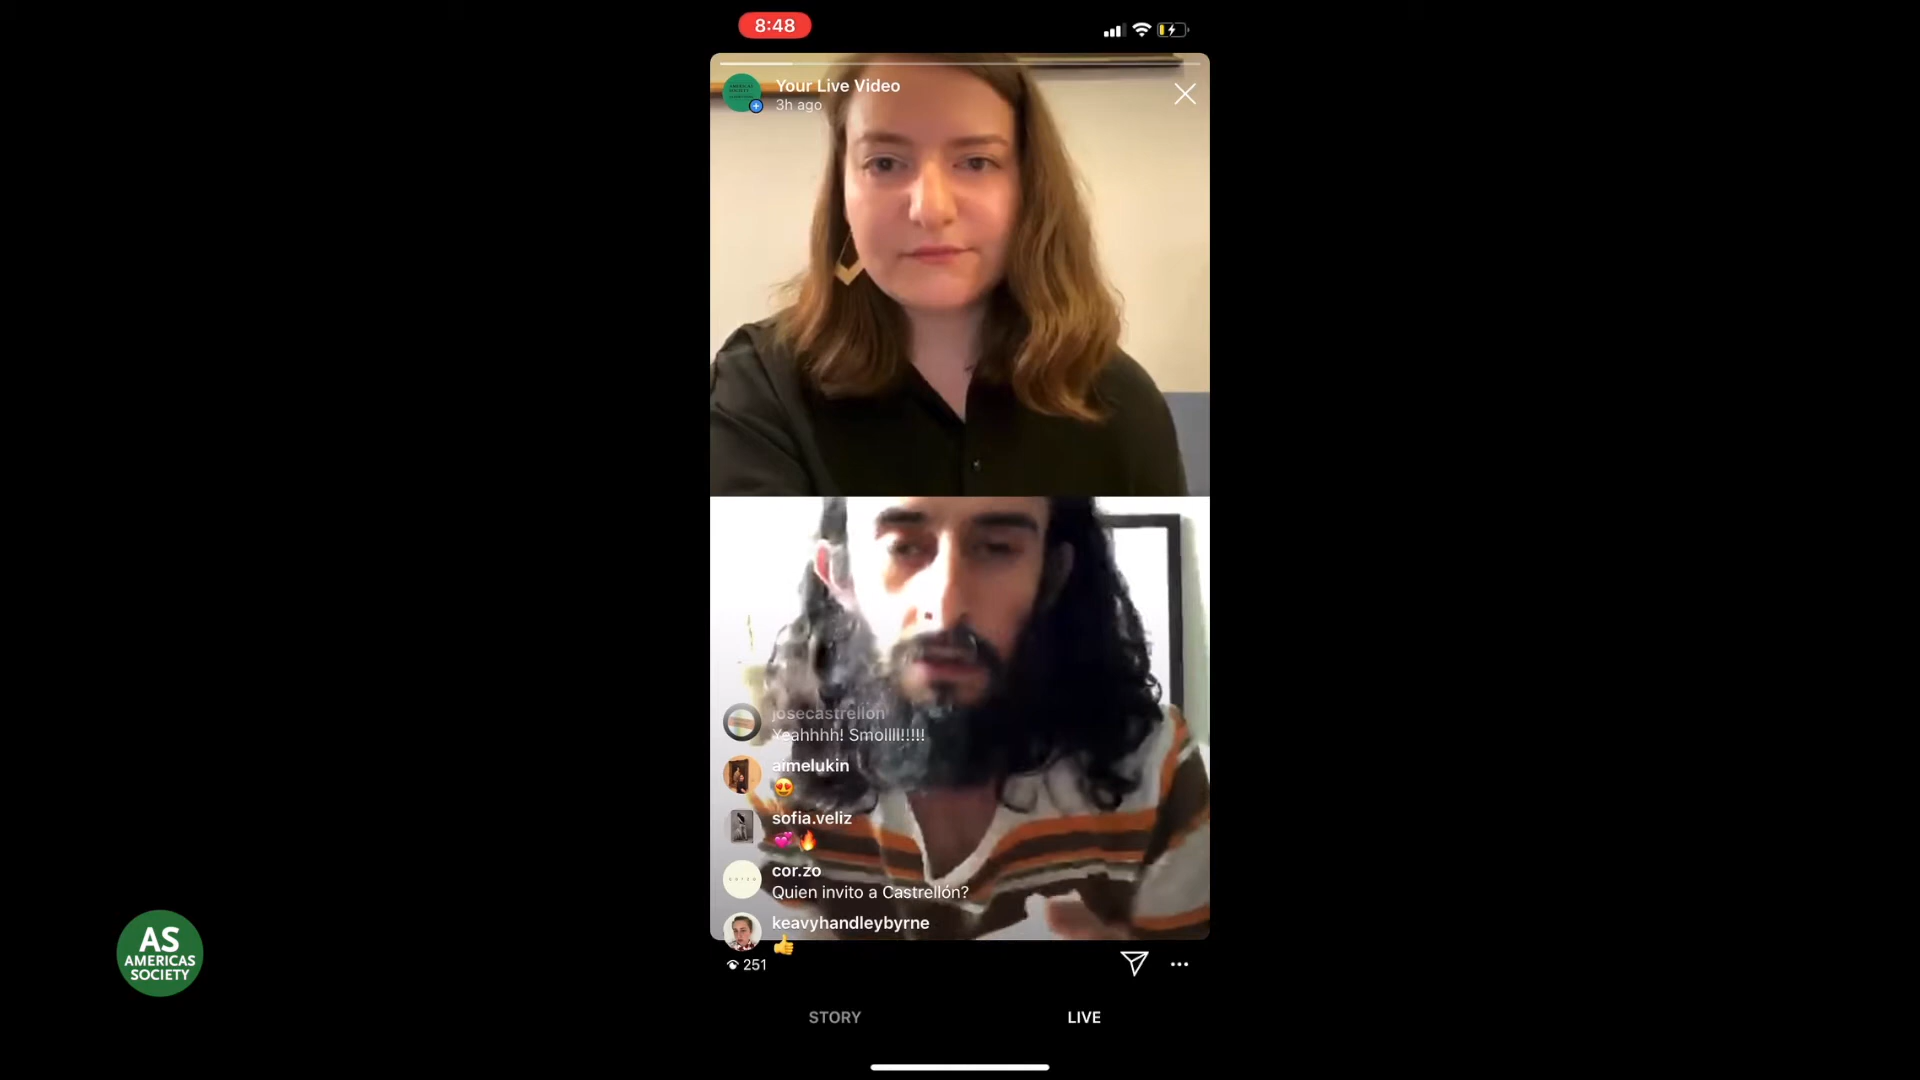 8:48
Your Live Video
3h ago
josecastrellon
Yeahhhh! Smollll!!!!!
aimelukin
😍
sofia.veliz
💞🔥
cor.zo
Quien invito a Castrellón?
keavyhandleybyrne
👍
251
STORY
LIVE
AS
AMERICAS
SOCIETY